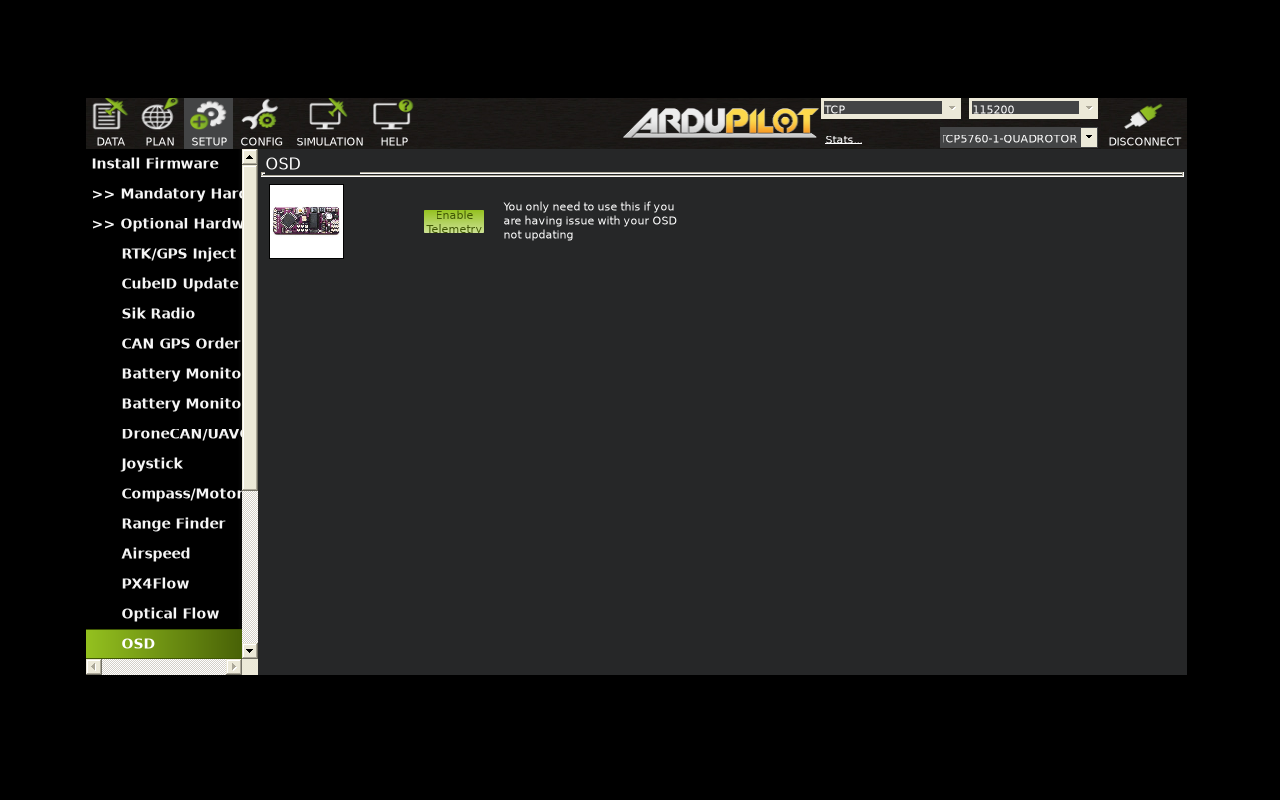 DATA
PLAN
SETUP
CONFIG
SIMULATION
HELP
ARDUPILOT
TCP
115200
Stats...
TCP5760-1-QUADROTOR
DISCONNECT
Install Firmware
>> Mandatory Hard
>> Optional Hardw
RTK/GPS Inject
CubeID Update
Sik Radio
CAN GPS Order
Battery Monito
Battery Monito
DroneCAN/UAVC
Joystick
Compass/Motor
Range Finder
Airspeed
PX4Flow
Optical Flow
OSD
OSD
Enable
Telemetry
You only need to use this if you
are having issue with your OSD
not updating